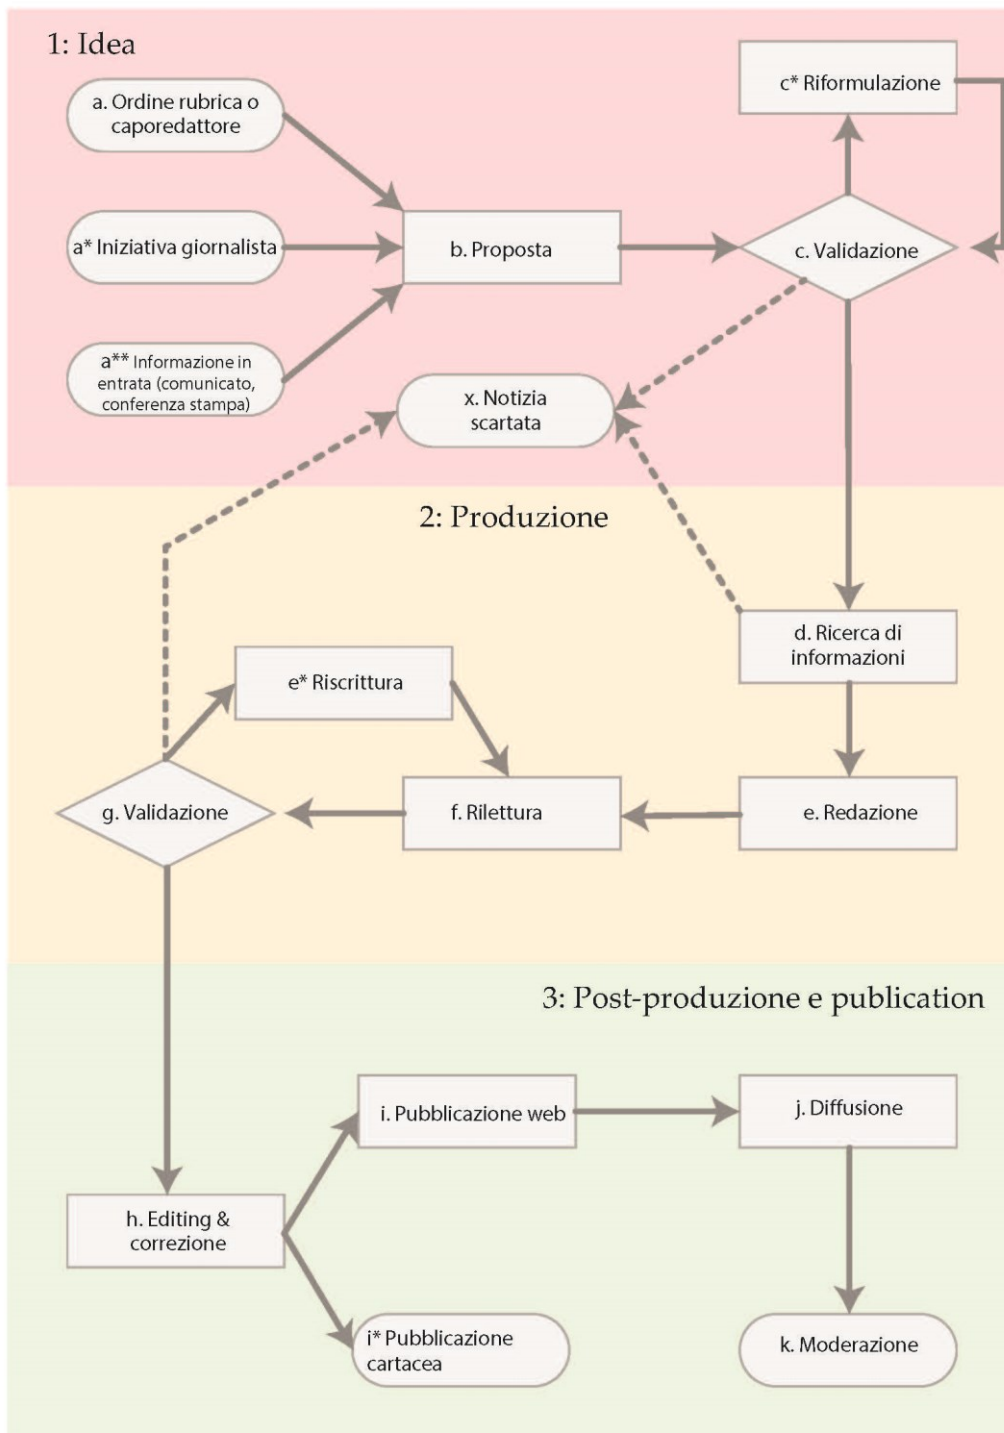 1: Idea
a. Ordine rubrica o
caporedattore
c* Riformulazione
a* Iniziativa giornalista
b. Proposta
c. Validazione
a** Informazione in
entrata (comunicato,
conferenza stampa)
x. Notizia
scartata
2: Produzione
d. Ricerca di
informazioni
e* Riscrittura
g. Validazione
f. Rilettura
e. Redazione
3: Post-produzione e publication
i. Pubblicazione web
j. Diffusione
h. Editing &
correzione
i* Pubblicazione
cartacea
k. Moderazione